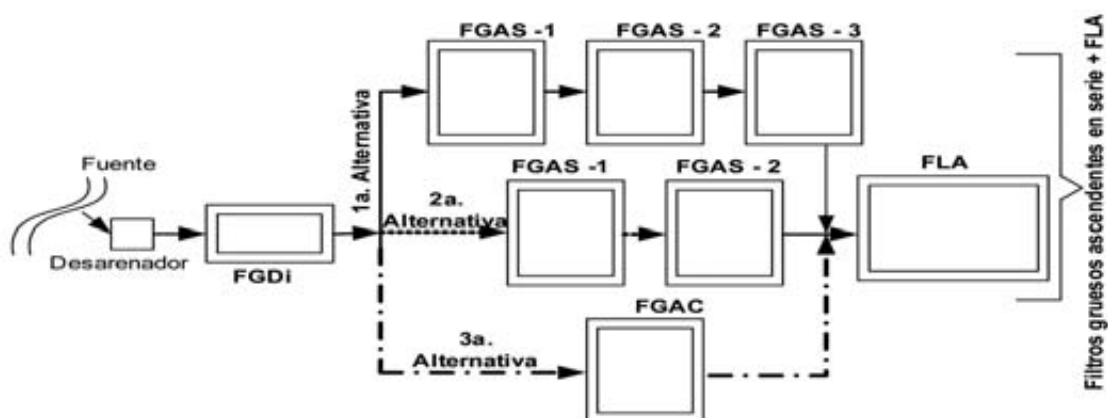 FGAS -1
FGAS - 2
FGAS - 3
1a. Alternativa
Fuente
Desarenador
FGDi
2a.
Alternativa
FGAS -1
FGAS - 2
FLA
3a.
Alternativa
FGAC
Filtros gruesos ascendentes en serie + FLA